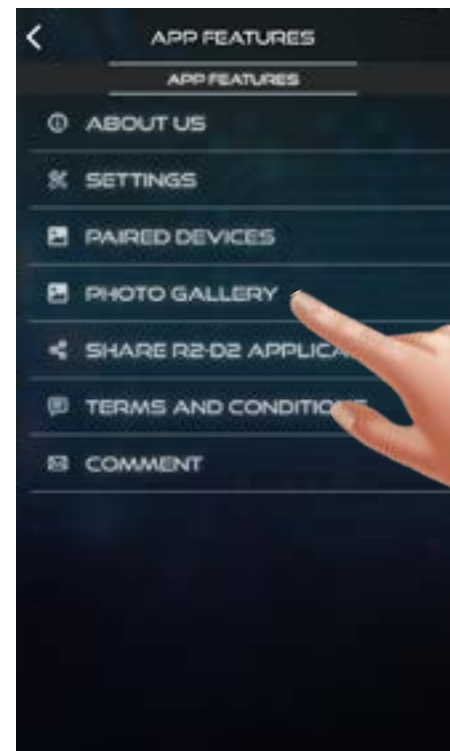 APP FEATURES
APP FEATURES
ABOUT US
SETTINGS
PAIRED DEVICES
PHOTO GALLERY
SHARE R2-D2
TERMS AND
COMMENT